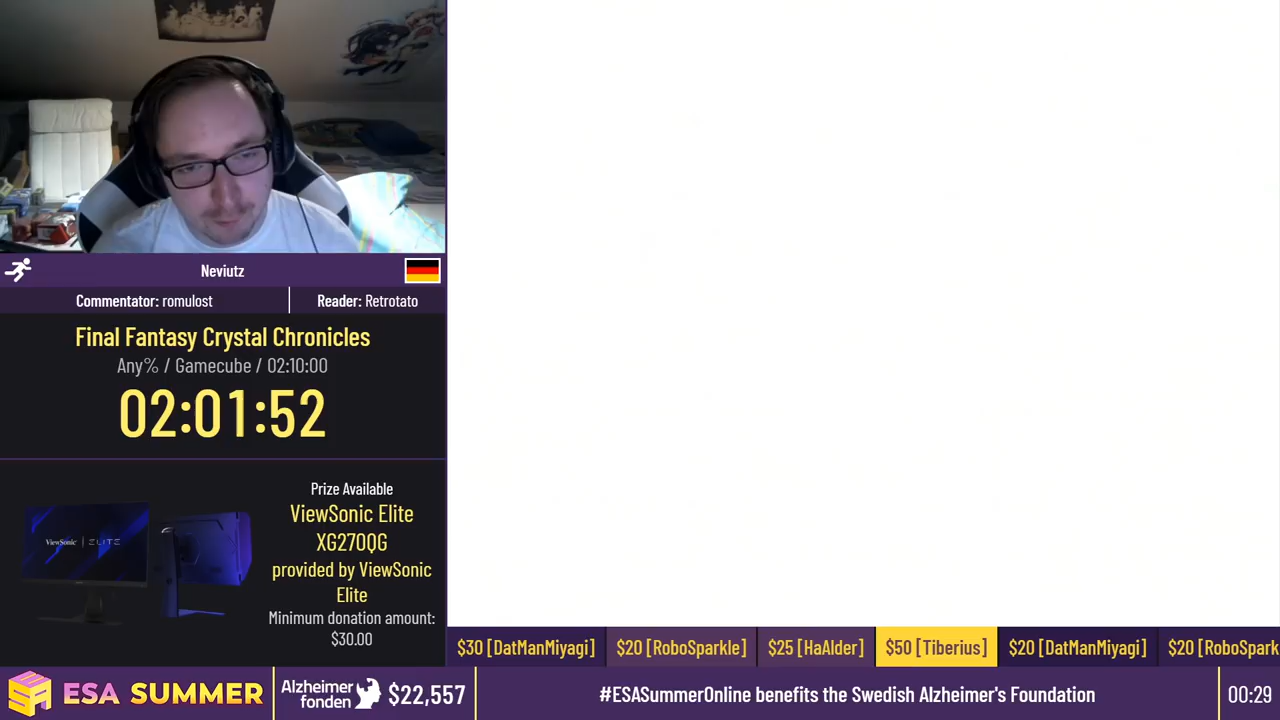 Neviutz
Commentator: romulost
Reader: Retrotato
Final Fantasy Crystal Chronicles
Any% / Gamecube / 02:10:00
02:01:52
Prize Available
ViewSonic Elite
XG270QG
provided by ViewSonic
Elite
Minimum donation amount:
$30.00
ViewSonic | ELITE
$30 [DatManMiyagi]
$20 [RoboSparkle]
$25 [HaAlder]
$50 [Tiberius]
$20 [DatManMiyagi]
$20 [RoboSpark
ESA SUMMER
Alzheimer
fonden
$22,557
#ESASummerOnline benefits the Swedish Alzheimer's Foundation
00:29